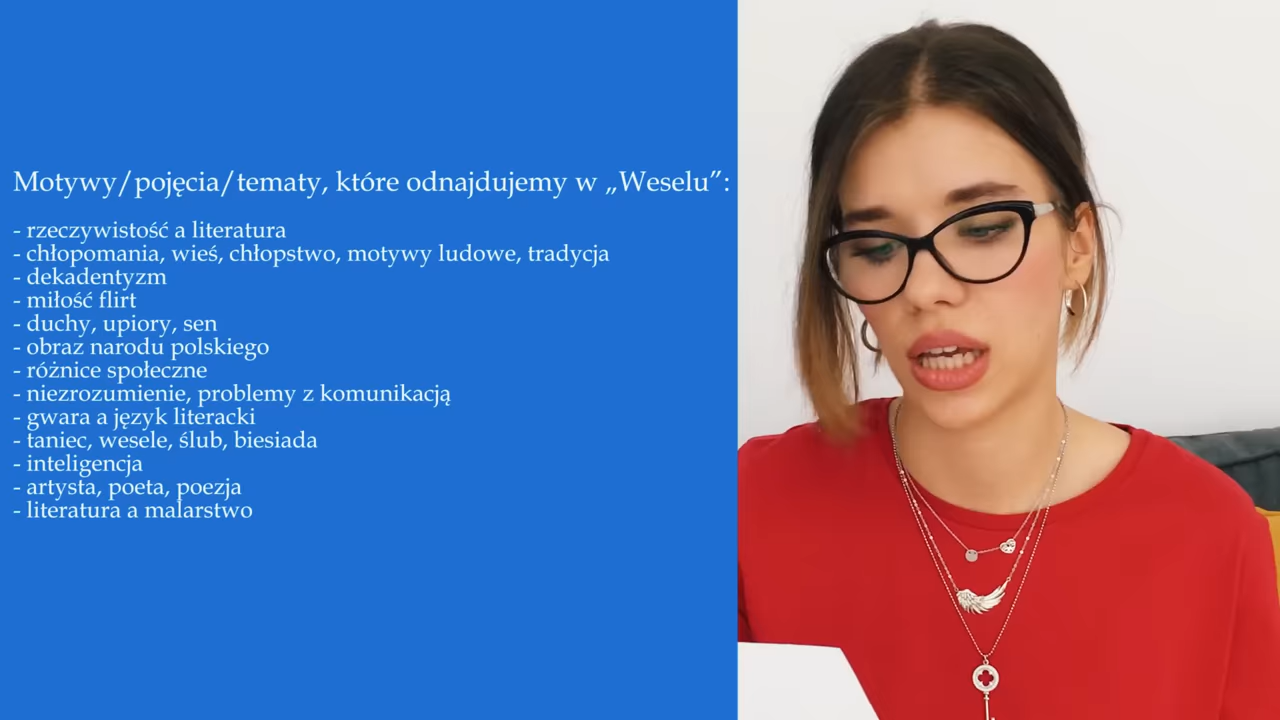 Motywy/pojęcia/tematy, które odnajdujemy w „Weselu”:
- rzeczywistość a literatura
- chłopomania, wieś, chłopstwo, motywy ludowe, tradycja
- dekadentyzm
- miłość flirt
- duchy, upiory, sen
- obraz narodu polskiego
- różnice społeczne
- niezrozumienie, problemy z komunikacją
- gwara a język literacki
- taniec, wesele, ślub, biesiada
- inteligencja
- artysta, poeta, poezja
- literatura a malarstwo